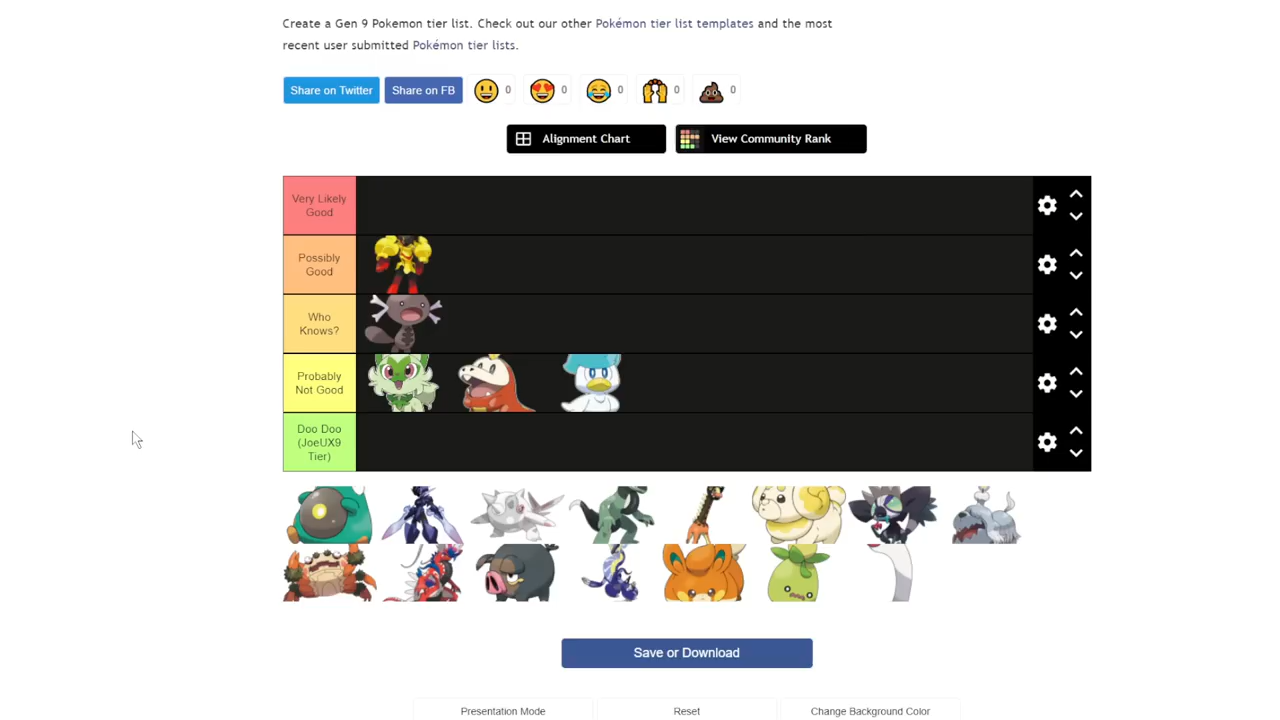 Create a Gen 9 Pokemon tier list. Check out our other Pokémon tier list templates and the most
recent user submitted Pokémon tier lists.
Share on Twitter
Share on FB
0
0
0
0
0
Alignment Chart
View Community Rank
Very Likely
Good
Possibly
Good
Who
Knows?
Probably
Not Good
Doo Doo
(JoeUX9
Tier)
Save or Download
Presentation Mode
Reset
Change Background Color